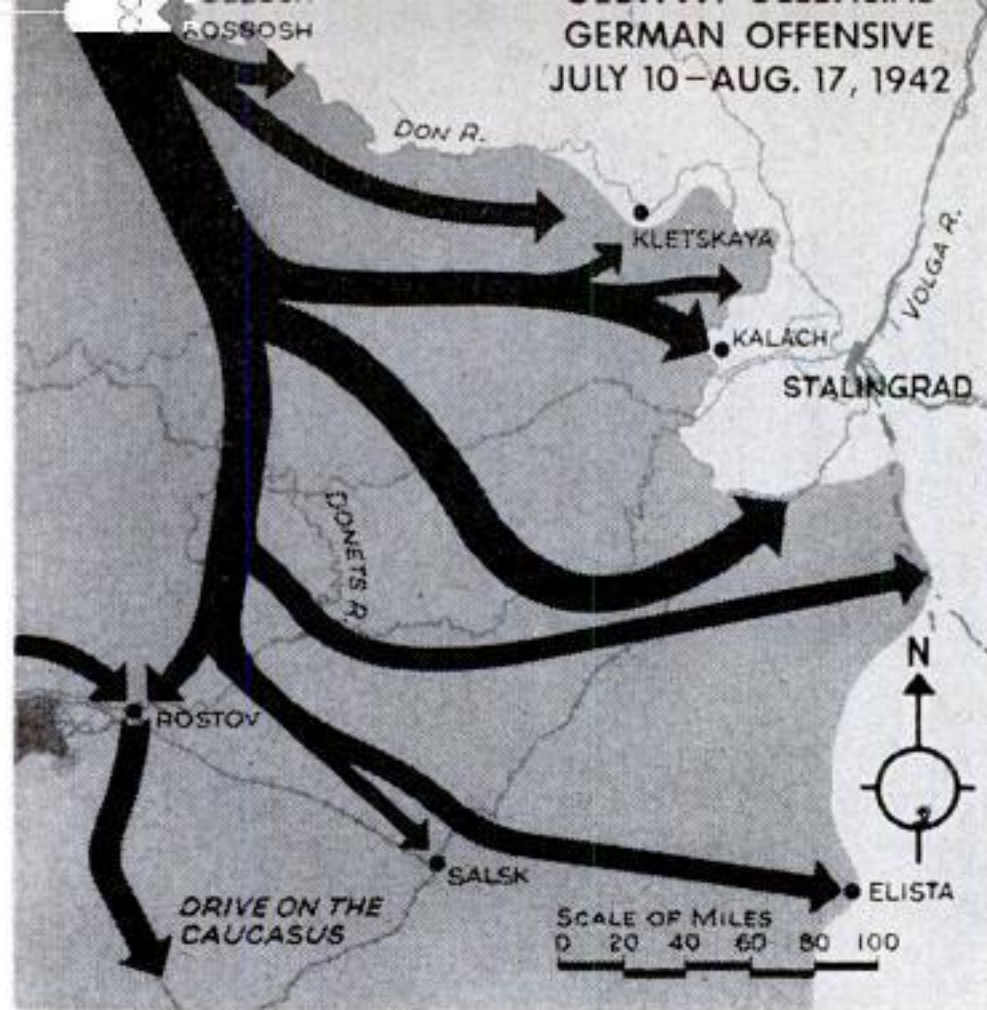 ROSSOSH
GERMAN OFFENSIVE
JULY 10–AUG. 17, 1942
DON R.
KLETSKAYA
VOLGA R.
KALACH
STALINGRAD
DONETS R.
N
ROSTOV
SALSK
ELISTA
DRIVE ON THE
CAUCASUS
SCALE OF MILES
0 20 40 60 80 100